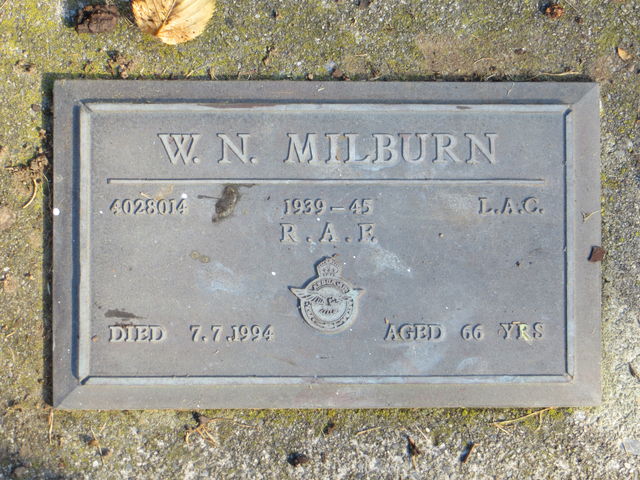 W. N. MILBURN
4028014 1939 - 45 L.A.C.
R.A.F.
DIED 7.7.1994 AGED 66 YRS